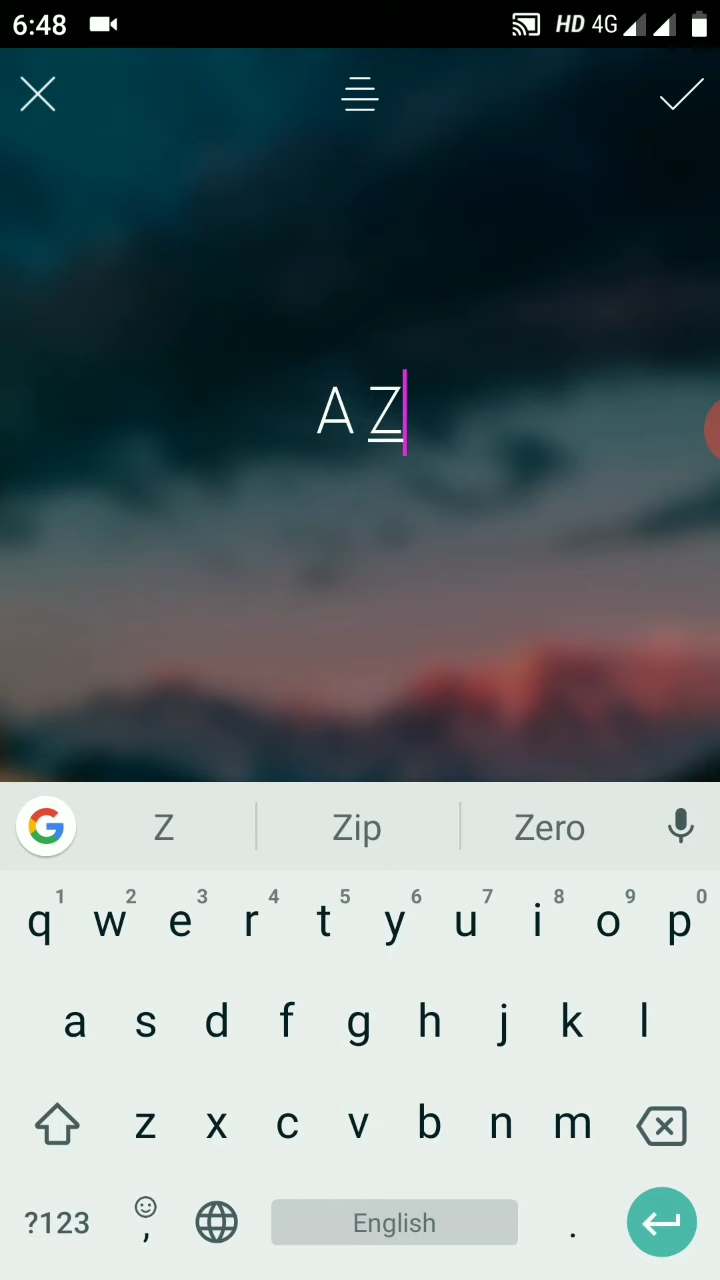 6:48 HD 4G
A Z
Z Zip Zero
1 2 3 4 5 6 7 8 9 0
q w e r t y u i o p
a s d f g h j k l
z x c v b n m
?123 , English .